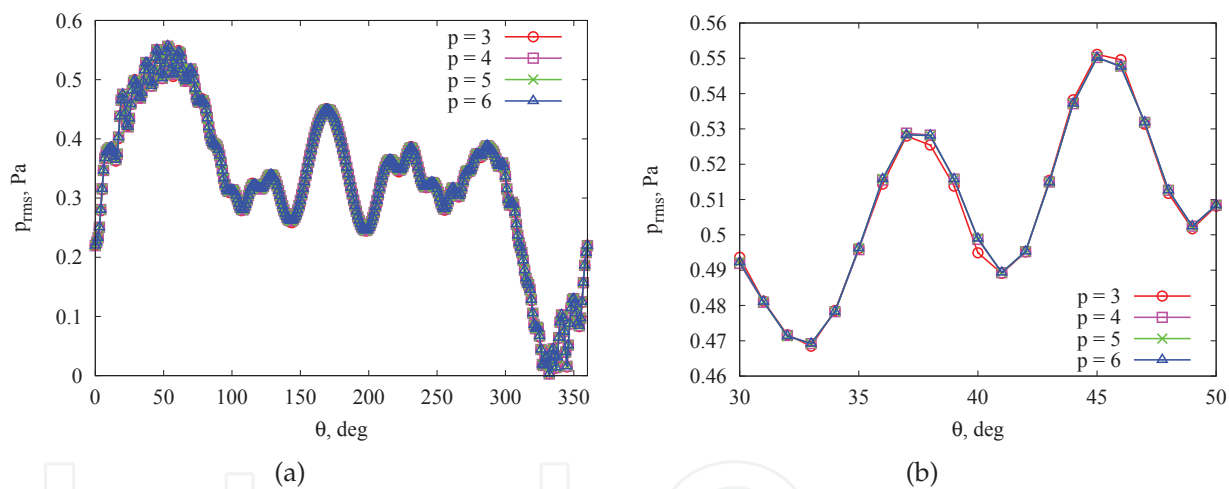 0.6
0.5
0.4
0.3
0.2
0.1
0
p_rms, Pa
p = 3
p = 4
p = 5
p = 6
0 50 100 150 200 250 300 350
θ, deg
(a)
0.56
0.55
0.54
0.53
0.52
0.51
0.5
0.49
0.48
0.47
0.46
p_rms, Pa
p = 3
p = 4
p = 5
p = 6
30 35 40 45 50
θ, deg
(b)